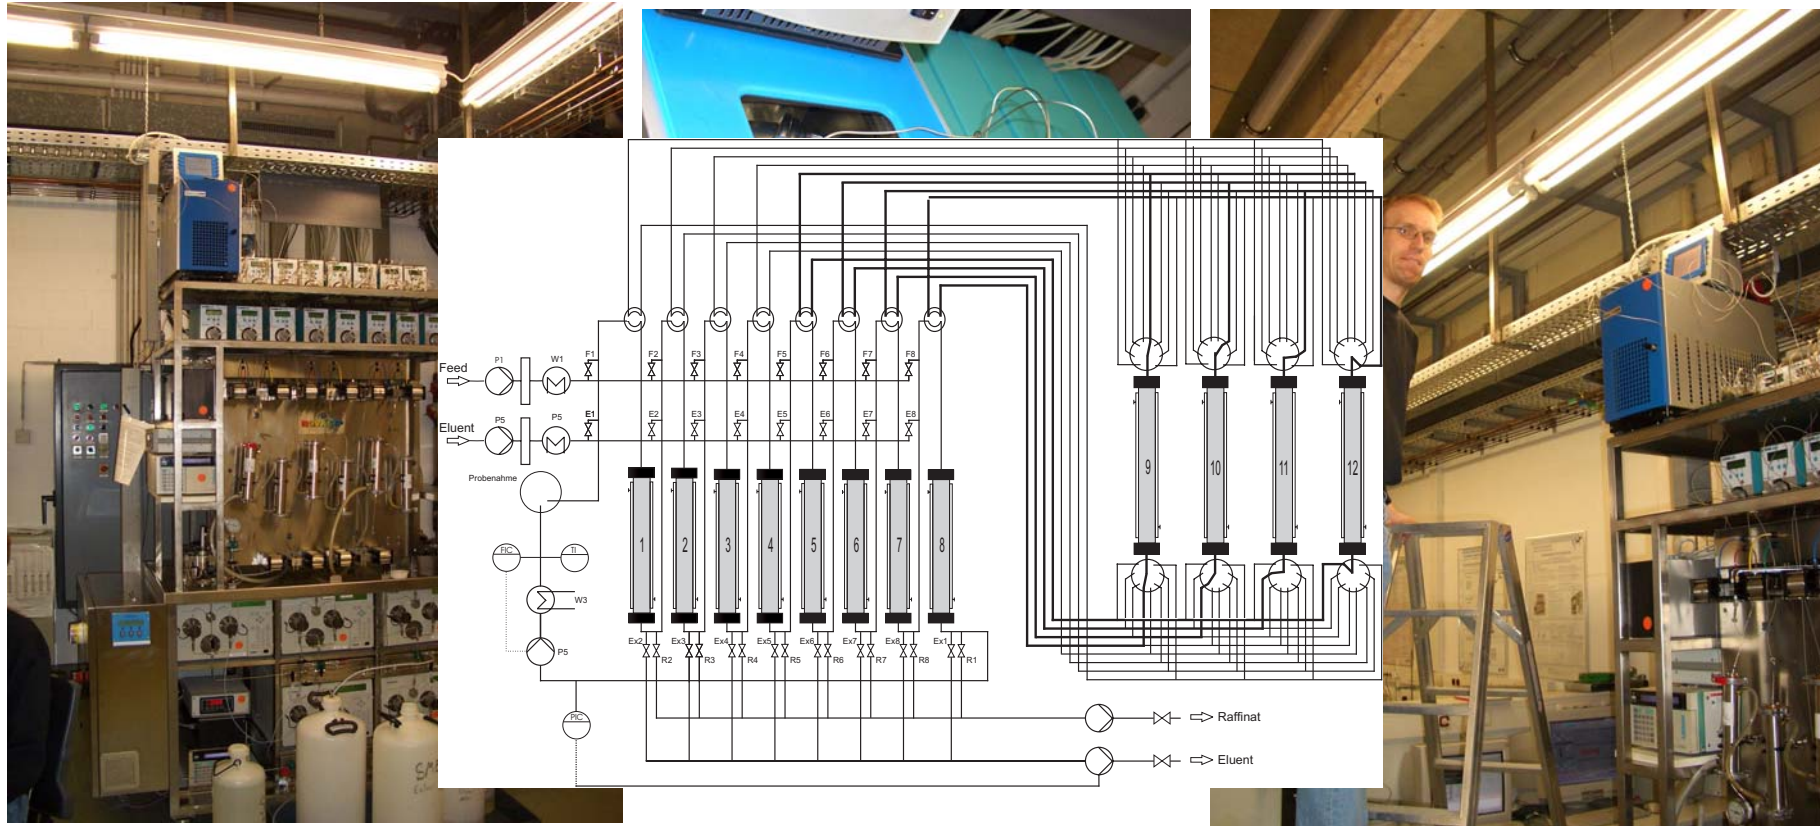 F1 F2 F3 F4 F5 F6 F7 F8
P1 W1
Feed
E1 E2 E3 E4 E5 E6 E7 E8
P5 P5
Eluent
9 10 11 12
Probenahme
1 2 3 4 5 6 7 8
FIC TI
W3
Ex2 Ex3 Ex4 Ex5 Ex6 Ex7 Ex8 Ex1
P5
R2 R3 R4 R5 R6 R7 R8 R1
PIC
Raffinat
Eluent